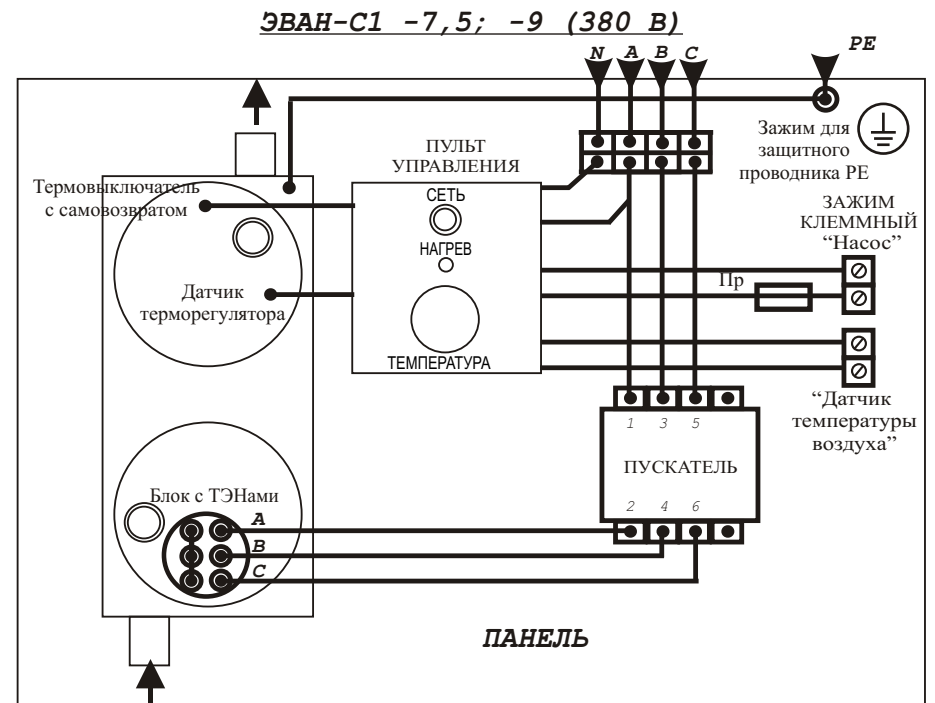 ЭВАН-С1 -7,5; -9 (380 В)
N A B C
PE
Зажим для
защитного
проводника PE
ПУЛЬТ
УПРАВЛЕНИЯ
Термовыключатель
с самовозвратом
СЕТЬ
НАГРЕВ
ТЕМПЕРАТУРА
Датчик
терморегулятора
ЗАЖИМ
КЛЕММНЫЙ
“Насос”
Пр
“Датчик
температуры
воздуха”
1 3 5
ПУСКАТЕЛЬ
2 4 6
Блок с ТЭНами
A
B
C
ПАНЕЛЬ